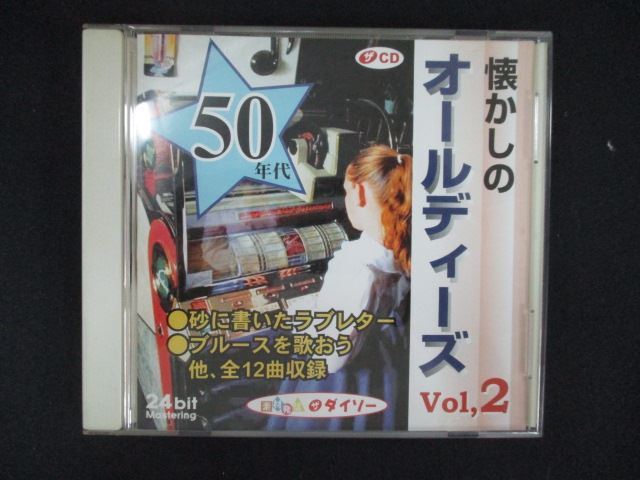 懐かしの
オールディーズ
Vol,2
ザ CD
50
年代
●砂に書いたラブレター
●ブルースを歌おう
他、全12曲収録
24bit
Mastering
ザ ダイソー